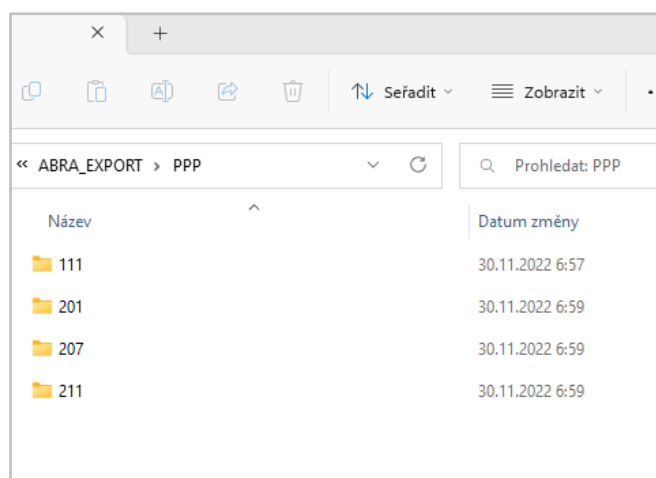 Seřadit Zobrazit
« ABRA_EXPORT > PPP Prohledat: PPP
Název Datum změny
111 30.11.2022 6:57
201 30.11.2022 6:59
207 30.11.2022 6:59
211 30.11.2022 6:59